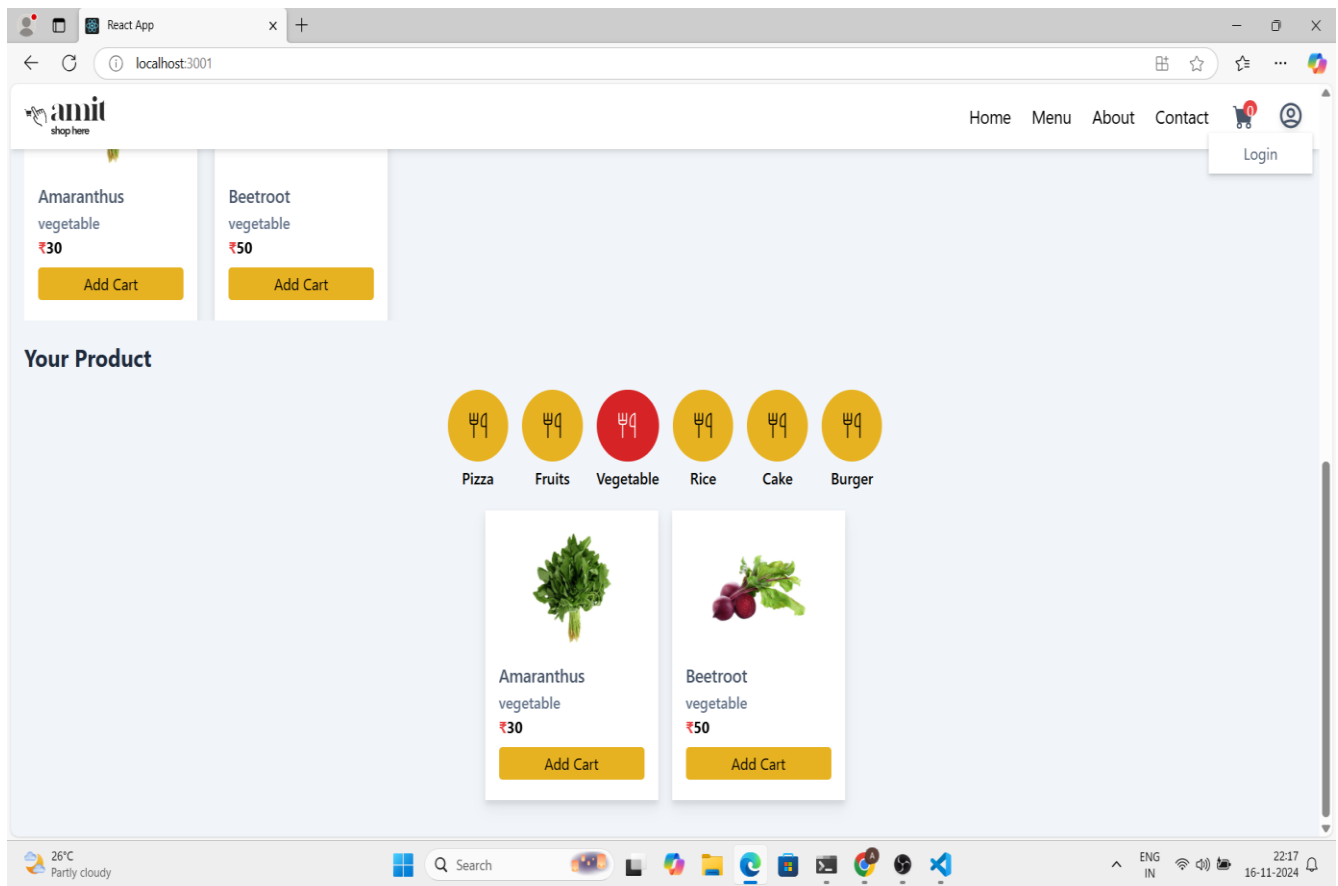 React App
localhost:3001
amit
shop here
Home Menu About Contact 0
Login
Amaranthus
vegetable
₹30
Add Cart
Beetroot
vegetable
₹50
Add Cart
Your Product
Pizza Fruits Vegetable Rice Cake Burger
Amaranthus
vegetable
₹30
Add Cart
Beetroot
vegetable
₹50
Add Cart
26°C
Partly cloudy
Search
A
ENG
IN
22:17
16-11-2024